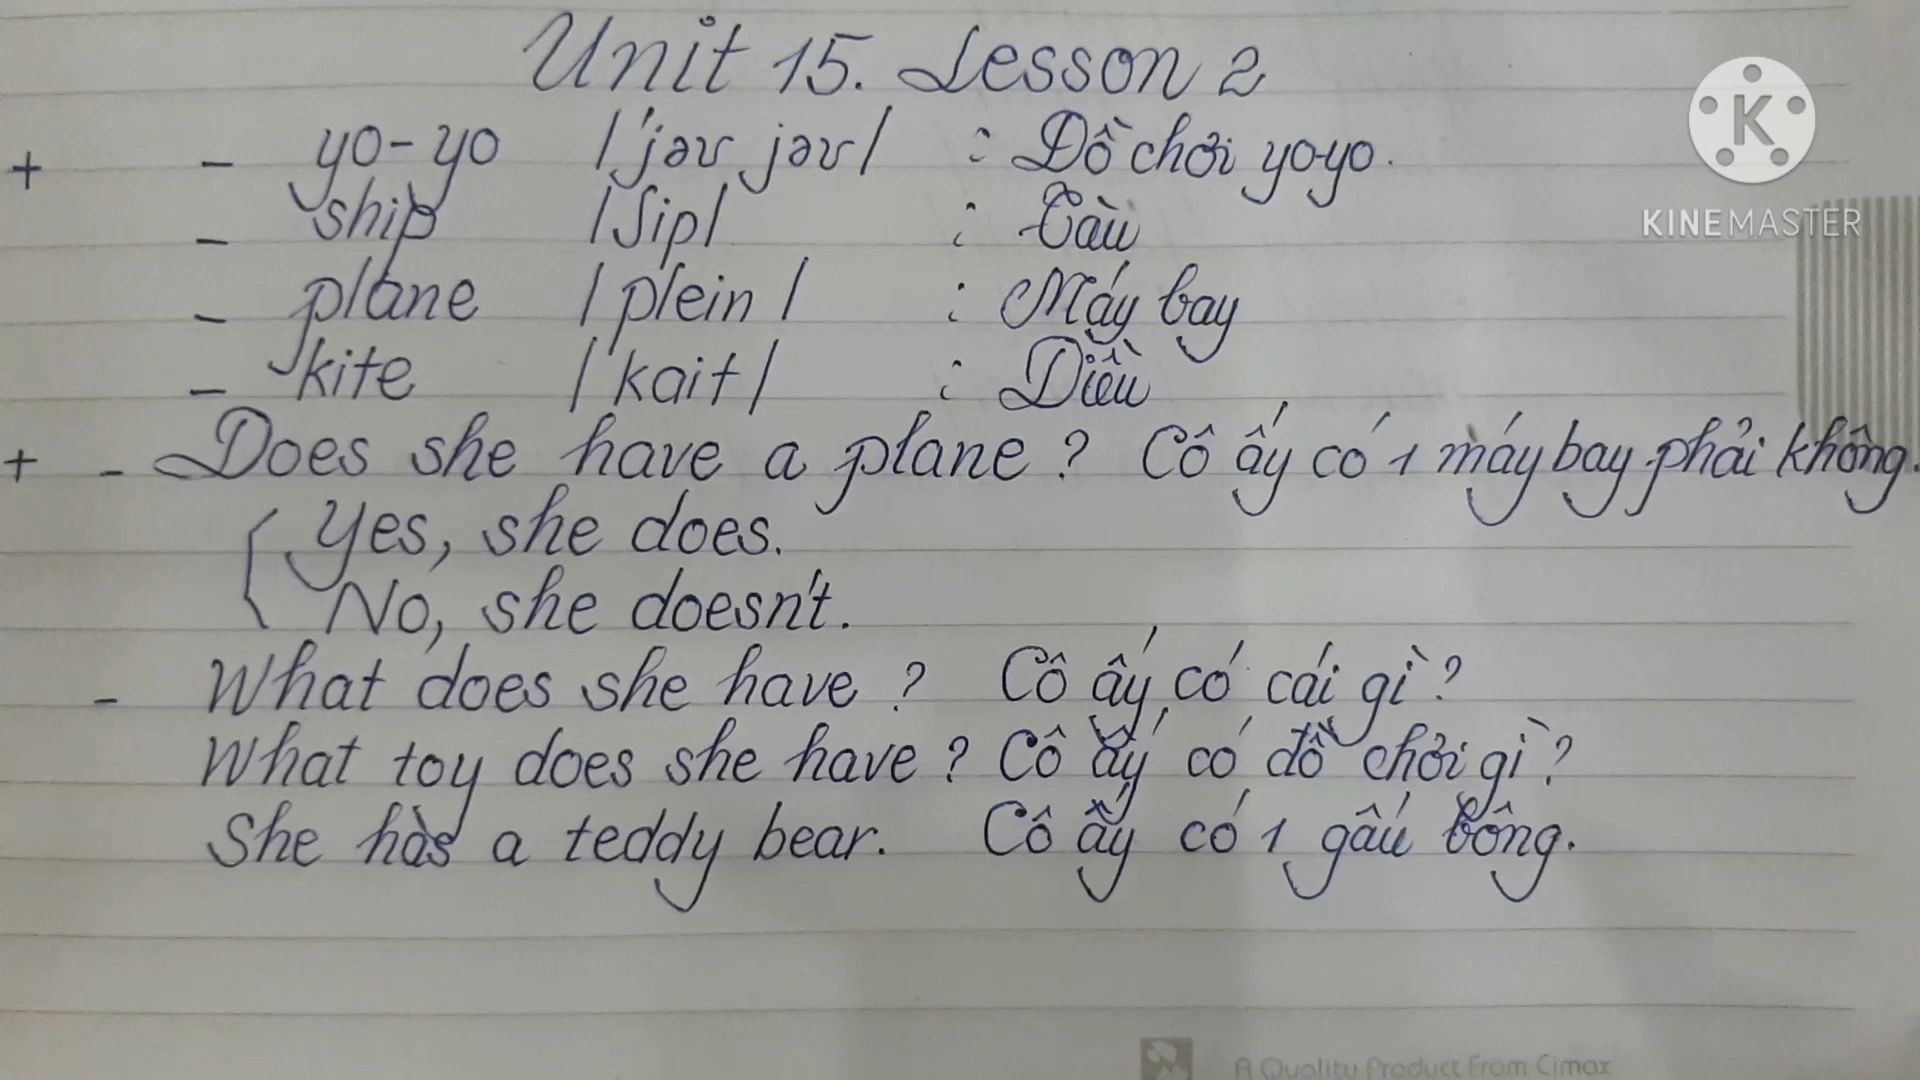 Unit 15. Lesson 2
+ - yo-yo /'jəʊ jəʊ/ : Đồ chơi yoyo.
- ship /ʃip/ : Tàu
- plane /plein/ : Máy bay
- kite /kait/ : Diều
+ - Does she have a plane? Cô ấy có 1 máy bay phải không.
{ Yes, she does.
No, she doesn't.
- What does she have? Cô ấy có cái gì?
What toy does she have? Cô ấy có đồ chơi gì?
She has a teddy bear. Cô ấy có 1 gấu bông.
K
KINEMASTER
A Quality Product From Cimax